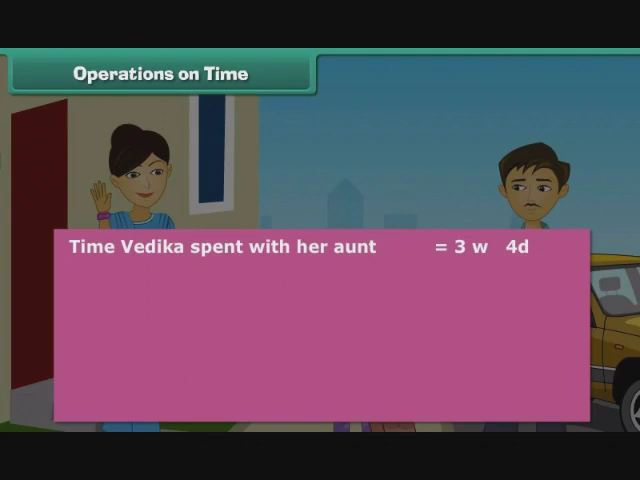 Operations on Time
Time Vedika spent with her aunt = 3 w 4d